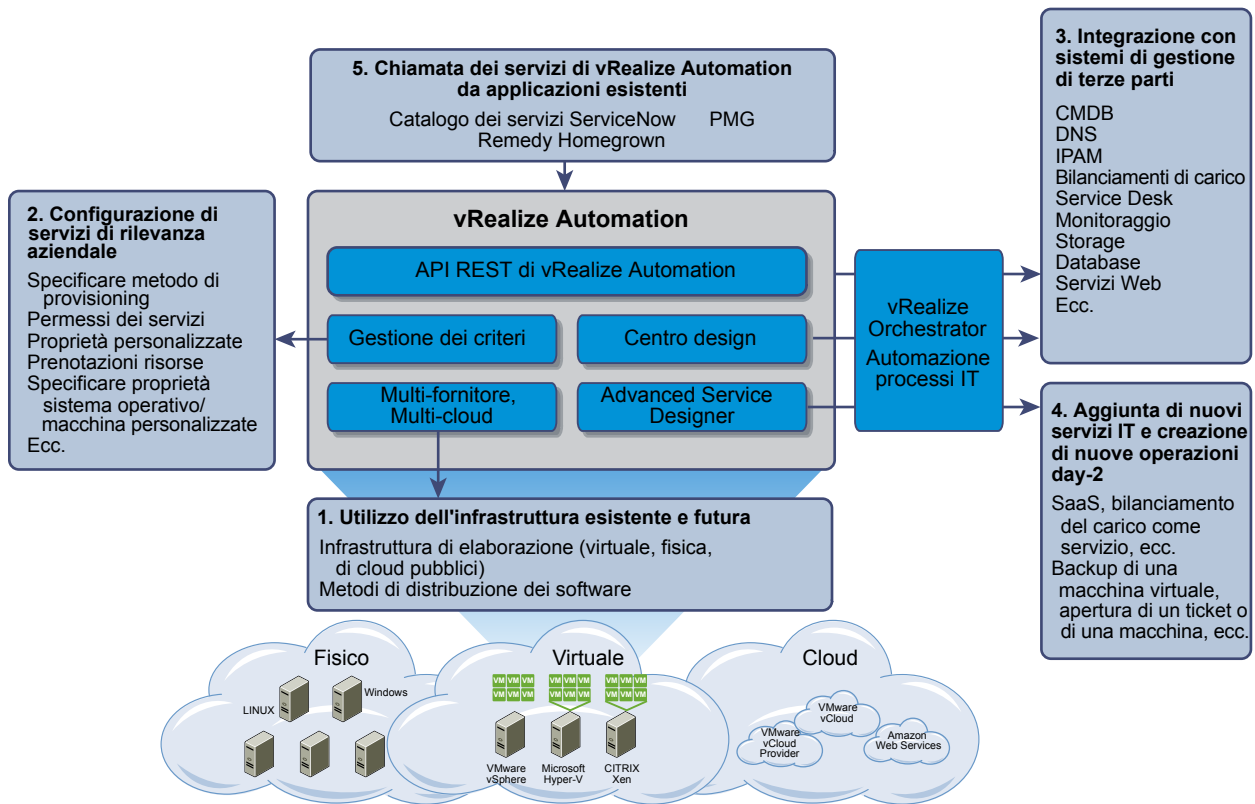 5. Chiamata dei servizi di vRealize Automation
da applicazioni esistenti
Catalogo dei servizi ServiceNow PMG
Remedy Homegrown
3. Integrazione con
sistemi di gestione
di terze parti
CMDB
DNS
IPAM
Bilanciamenti di carico
Service Desk
Monitoraggio
Storage
Database
Servizi Web
Ecc.
2. Configurazione di
servizi di rilevanza
aziendale
Specificare metodo di
provisioning
Permessi dei servizi
Proprietà personalizzate
Prenotazioni risorse
Specificare proprietà
sistema operativo/
macchina personalizzate
Ecc.
vRealize Automation
API REST di vRealize Automation
Gestione dei criteri
Centro design
Multi-fornitore,
Multi-cloud
Advanced Service
Designer
vRealize
Orchestrator
Automazione
processi IT
4. Aggiunta di nuovi
servizi IT e creazione
di nuove operazioni
day-2
SaaS, bilanciamento
del carico come
servizio, ecc.
Backup di una
macchina virtuale,
apertura di un ticket o
di una macchina, ecc.
1. Utilizzo dell'infrastruttura esistente e futura
Infrastruttura di elaborazione (virtuale, fisica,
di cloud pubblici)
Metodi di distribuzione dei software
Fisico
LINUX
Windows
Virtuale
VM VM VM VM VM VM VM VM VM
VM VM VM VM VM VM VM VM VM
VMware
vSphere
Microsoft
Hyper-V
CITRIX
Xen
Cloud
VMware
vCloud
VMware
vCloud
Provider
Amazon
Web Services